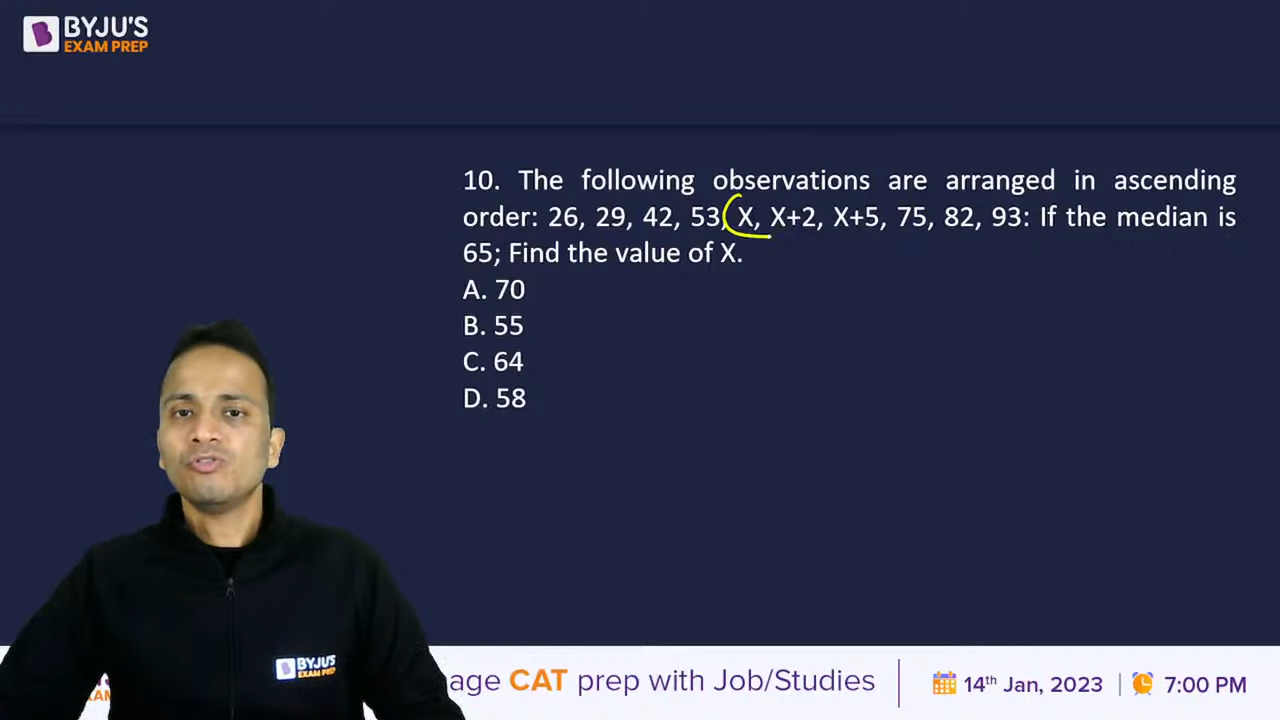 BYJU'S
EXAM PREP
10. The following observations are arranged in ascending
order: 26, 29, 42, 53, X, X+2, X+5, 75, 82, 93: If the median is
65; Find the value of X.
A. 70
B. 55
C. 64
D. 58
BYJU'S
EXAM PREP
age CAT prep with Job/Studies
14th Jan, 2023
7:00 PM